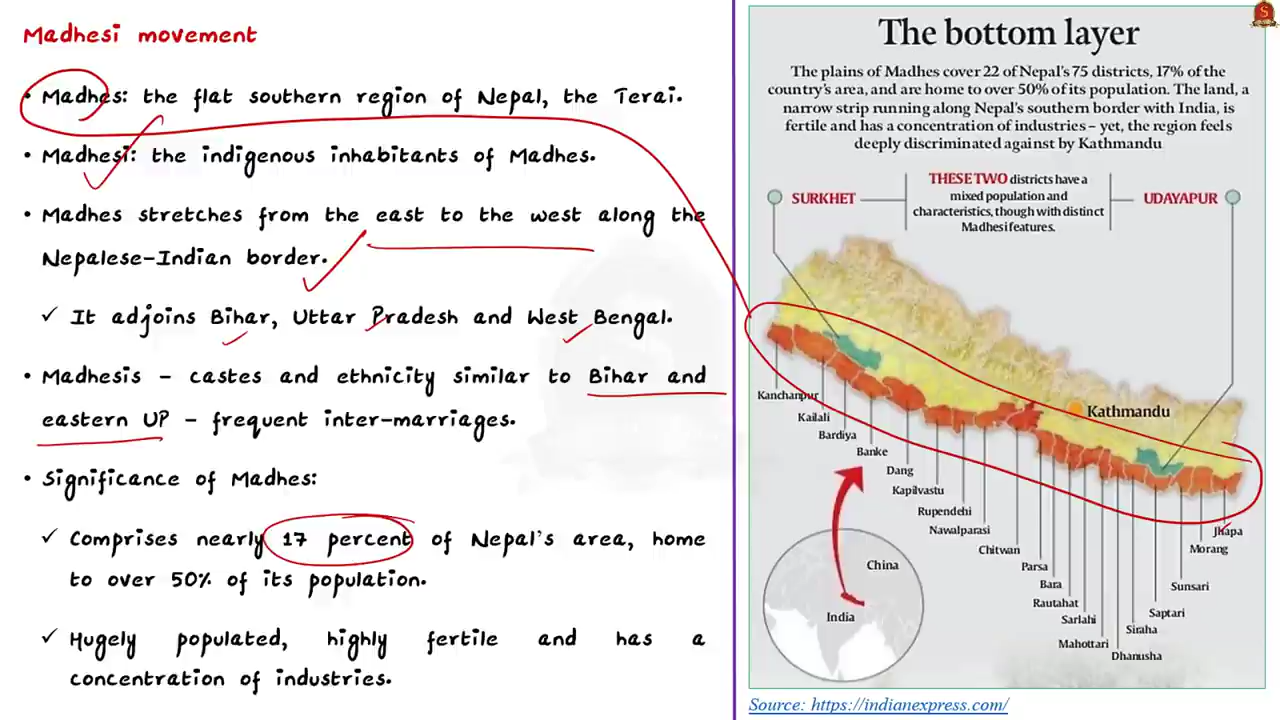 Madhesi movement
• Madhes: the flat southern region of Nepal, the Terai.
• Madhesi: the indigenous inhabitants of Madhes.
• Madhes stretches from the east to the west along the
Nepalese-Indian border.
✓ It adjoins Bihar, Uttar Pradesh and West Bengal.
• Madhesis – castes and ethnicity similar to Bihar and
eastern UP – frequent inter-marriages.
• Significance of Madhes:
✓ Comprises nearly 17 percent of Nepal's area, home
to over 50% of its population.
✓ Hugely populated, highly fertile and has a
concentration of industries.
The bottom layer
The plains of Madhes cover 22 of Nepal's 75 districts, 17% of the
country's area, and are home to over 50% of its population. The land, a
narrow strip running along Nepal's southern border with India, is
fertile and has a concentration of industries – yet, the region feels
deeply discriminated against by Kathmandu
SURKHET
THESE TWO districts have a
mixed population and
characteristics, though with distinct
Madhesi features.
UDAYAPUR
Kathmandu
Kanchanpur
Kailali
Bardiya
Banke
Dang
Kapilvastu
Rupendehi
Nawalparasi
Chitwan
Parsa
Bara
Rautahat
Sarlahi
Mahottari
Dhanusha
Siraha
Saptari
Sunsari
Morang
Jhapa
China
India
Source: https://indianexpress.com/